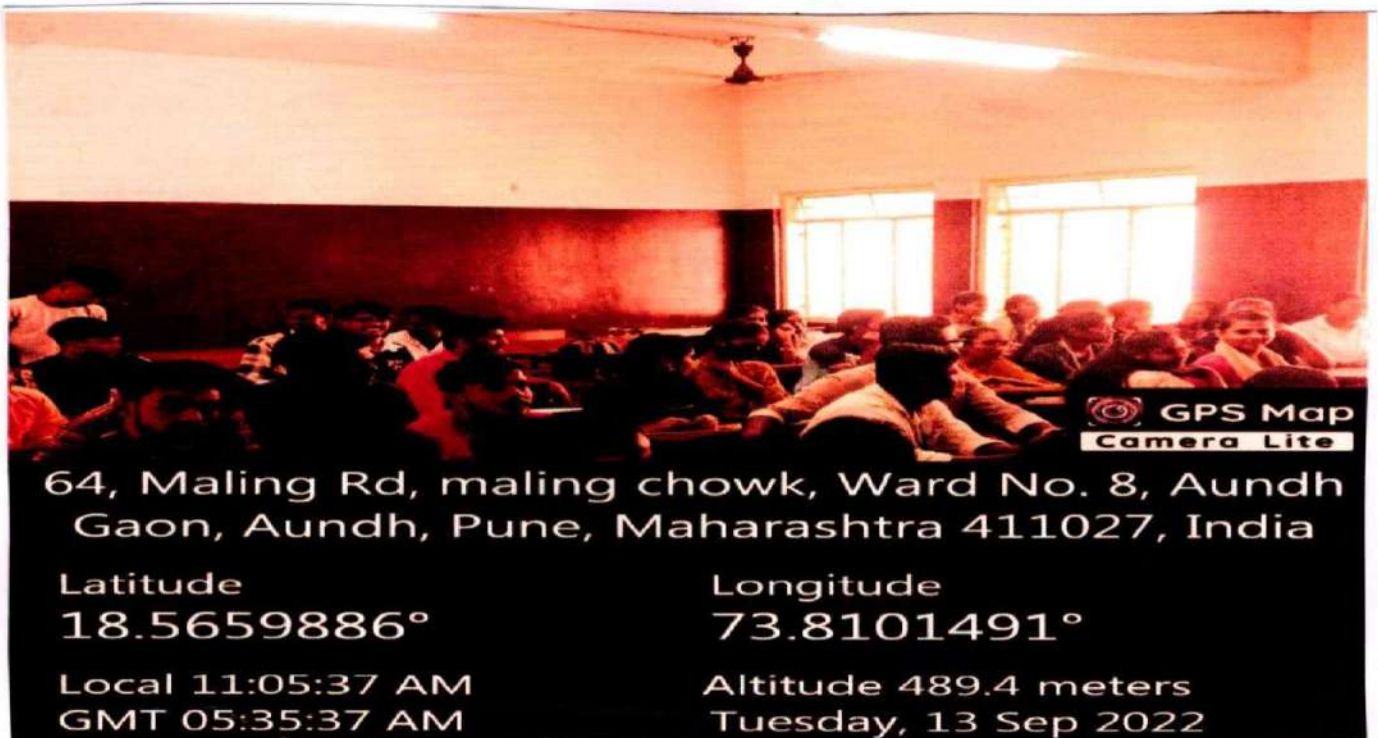 GPS Map
Camera Lite
64, Maling Rd, maling chowk, Ward No. 8, Aundh
Gaon, Aundh, Pune, Maharashtra 411027, India
Latitude
18.5659886°
Longitude
73.8101491°
Local 11:05:37 AM
GMT 05:35:37 AM
Altitude 489.4 meters
Tuesday, 13 Sep 2022